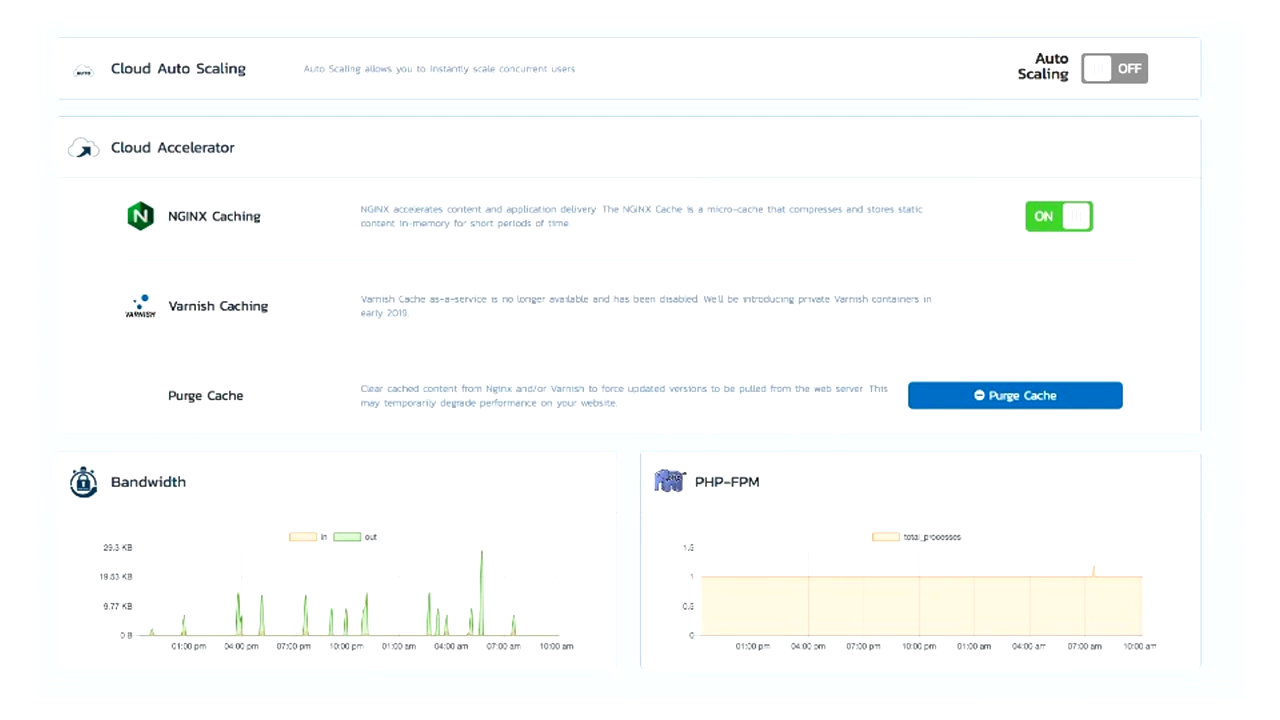 Cloud Auto Scaling
Auto Scaling allows you to instantly scale concurrent users
Auto
Scaling
OFF
Cloud Accelerator
NGINX Caching
NGINX accelerates content and application delivery. The NGiNX Cache is a micro-cache that compresses and stores static
content in-memory for short periods of time.
ON
VARNISH
Varnish Caching
Varnish Cache as-a-service is no longer available and has been disabled. We'll be introducing private Varnish containers in
early 2019.
Purge Cache
Clear cached content from Nginx and/or Varnish to force updated versions to be pulled from the web server. This
may temporarily degrade performance on your website.
Purge Cache
Bandwidth
in out
29.3 KB
19.53 KB
9.77 KB
0 B
01:00 pm 04:00 pm 07:00 pm 10:00 pm 01:00 am 04:00 am 07:00 am 10:00 am
PHP-FPM
total_processes
1.5
1
0.5
0
01:00 pm 04:00 pm 07:00 pm 10:00 pm 01:00 am 04:00 am 07:00 am 10:00 am